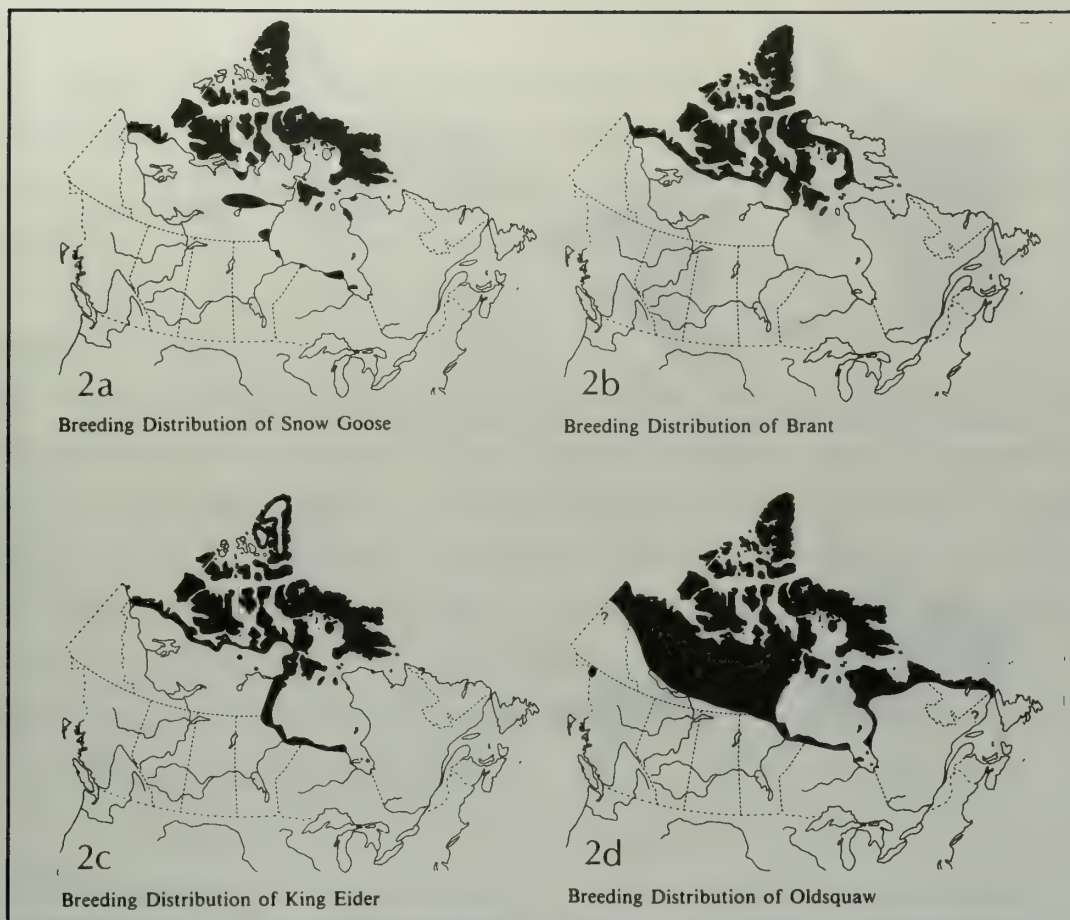 2a
Breeding Distribution of Snow Goose
2b
Breeding Distribution of Brant
2c
Breeding Distribution of King Eider
?
?
2d
Breeding Distribution of Oldsquaw